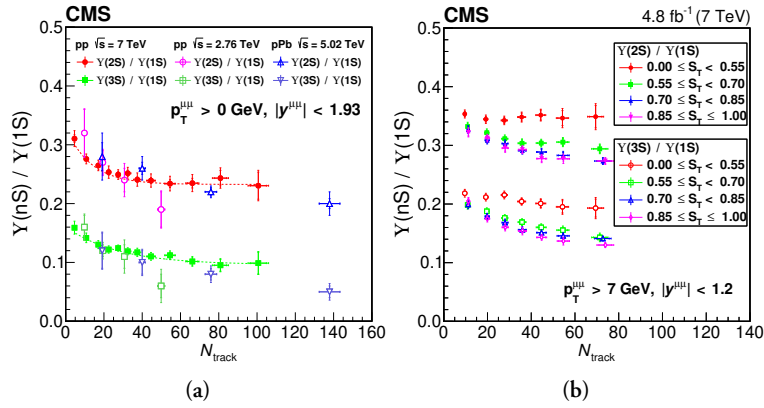 CMS
pp √s = 7 TeV
Υ(2S) / Υ(1S)
Υ(3S) / Υ(1S)
pp √s = 2.76 TeV
Υ(2S) / Υ(1S)
Υ(3S) / Υ(1S)
pPb √s = 5.02 TeV
Υ(2S) / Υ(1S)
Υ(3S) / Υ(1S)
p_T^μμ > 0 GeV, |y^μμ| < 1.93
Υ(nS) / Υ(1S)
0.5
0.4
0.3
0.2
0.1
0.0
0 20 40 60 80 100 120 140 160
N_track
(a)
CMS 4.8 fb⁻¹ (7 TeV)
Υ(2S) / Υ(1S)
0.00 ≤ S_T < 0.55
0.55 ≤ S_T < 0.70
0.70 ≤ S_T < 0.85
0.85 ≤ S_T ≤ 1.00
Υ(3S) / Υ(1S)
0.00 ≤ S_T < 0.55
0.55 ≤ S_T < 0.70
0.70 ≤ S_T < 0.85
0.85 ≤ S_T ≤ 1.00
p_T^μμ > 7 GeV, |y^μμ| < 1.2
Υ(nS) / Υ(1S)
0.5
0.4
0.3
0.2
0.1
0.0
0 20 40 60 80 100 120 140
N_track
(b)